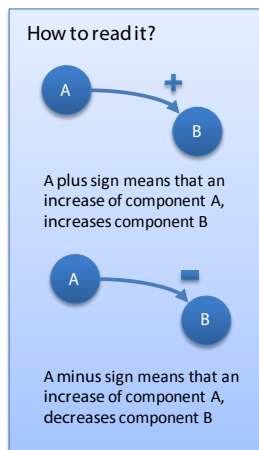 How to read it?
A
+
B
A plus sign means that an
increase of component A,
increases component B
A
-
B
A minus sign means that an
increase of component A,
decreases component B